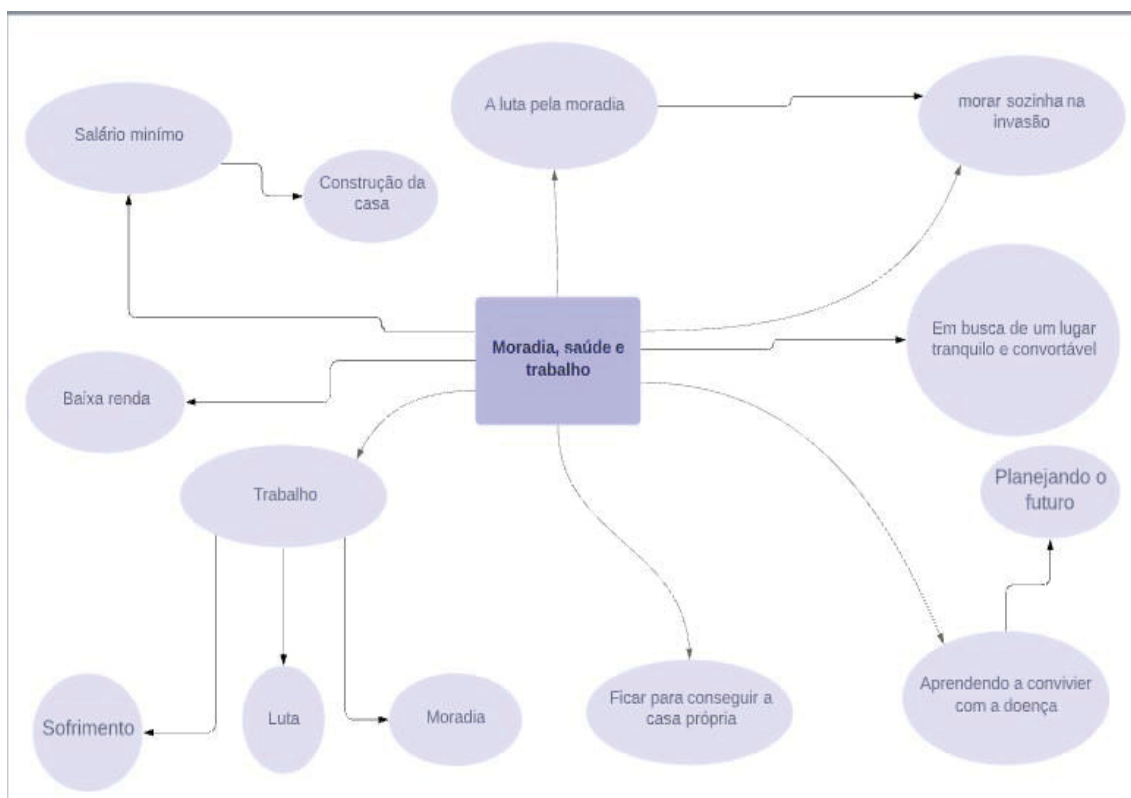 A luta pela moradia
morar sozinha na
invasão
Salário minímo
Construção da
casa
Moradia, saúde e
trabalho
Em busca de um lugar
tranquilo e convortável
Baixa renda
Trabalho
Planejando o
futuro
Sofrimento
Luta
Moradia
Ficar para conseguir a
casa própria
Aprendendo a convivier
com a doença